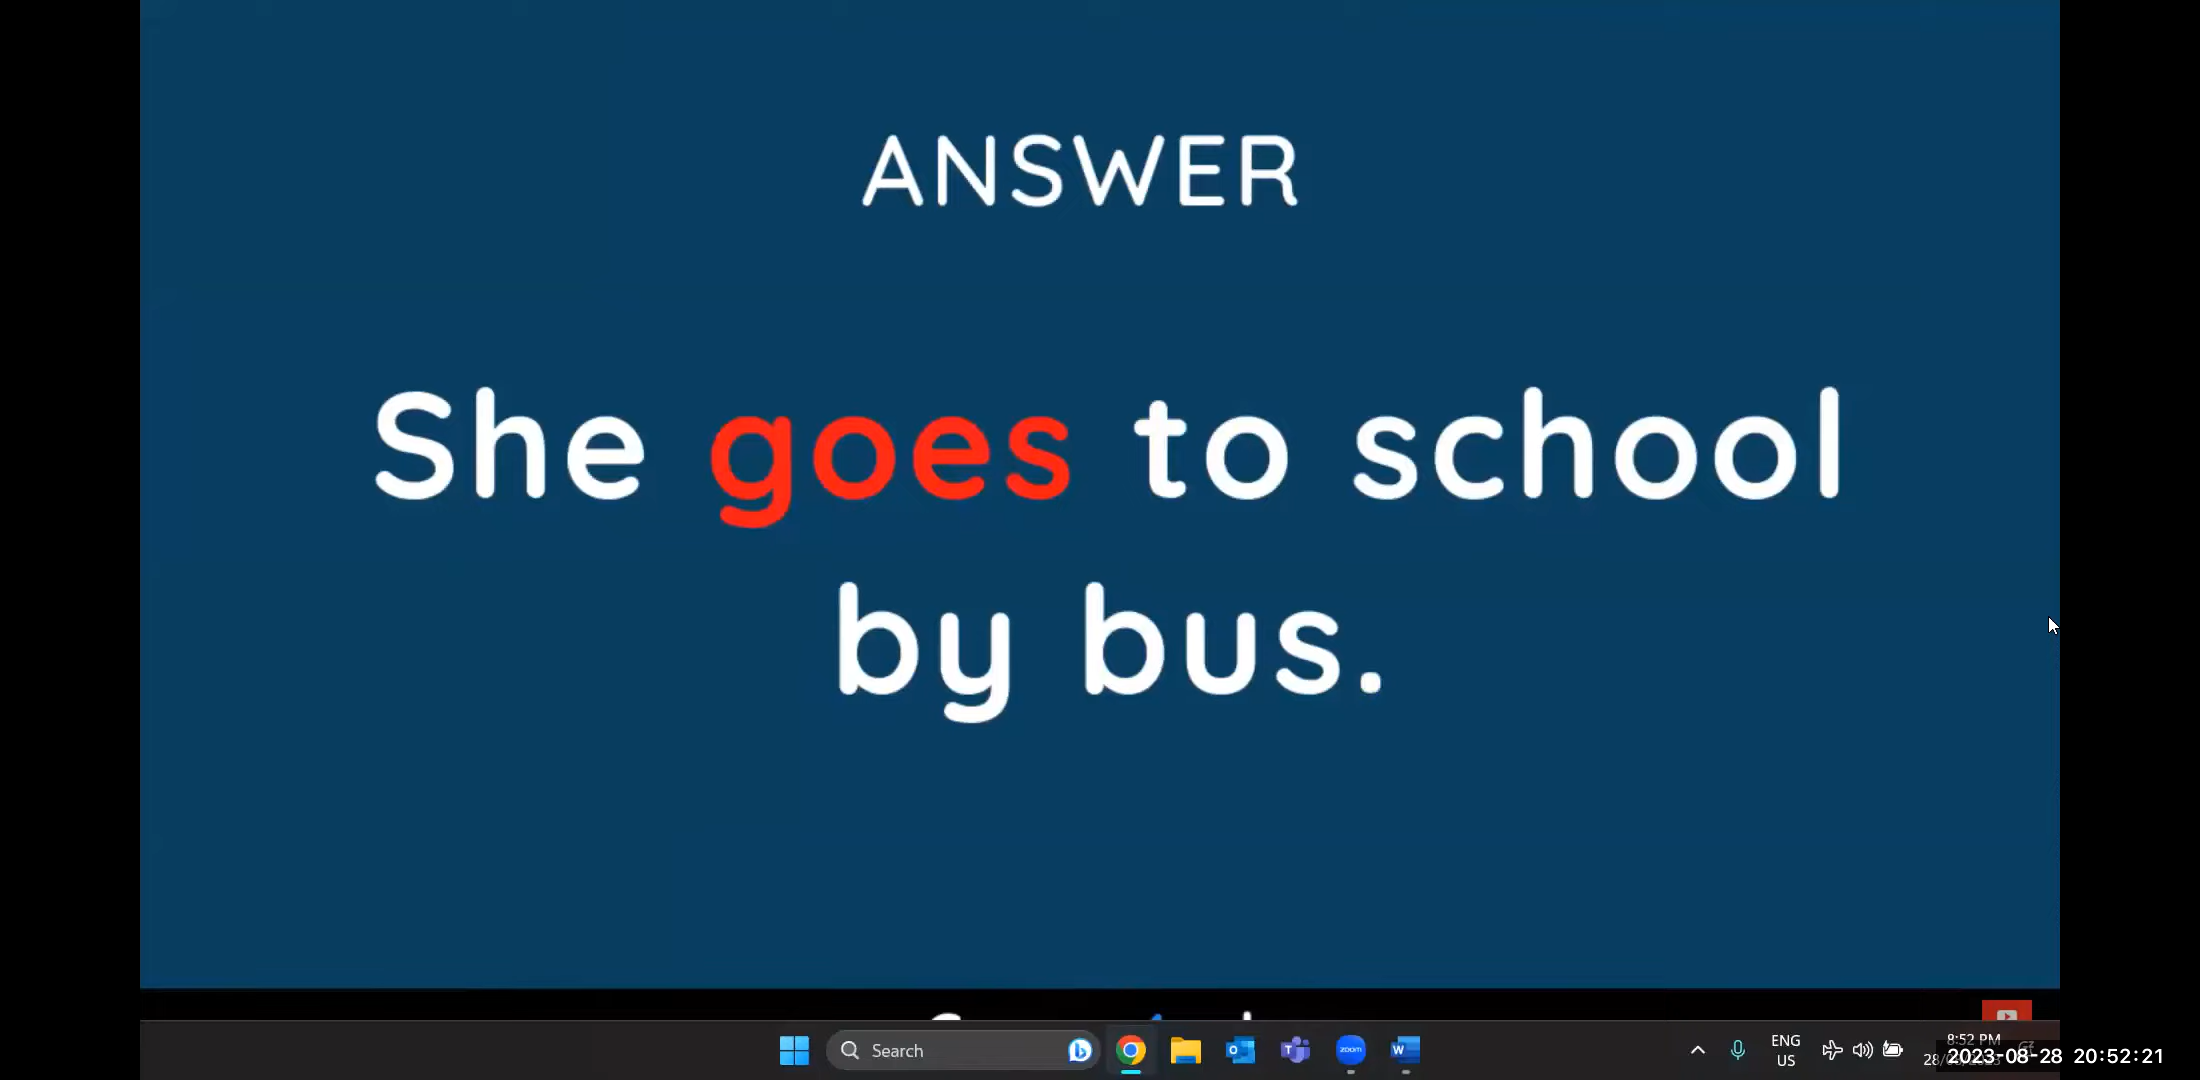 ANSWER
She goes to school
by bus.
Search
zoom
ENG
US
8:52 PM
2023-08-28 20:52:21